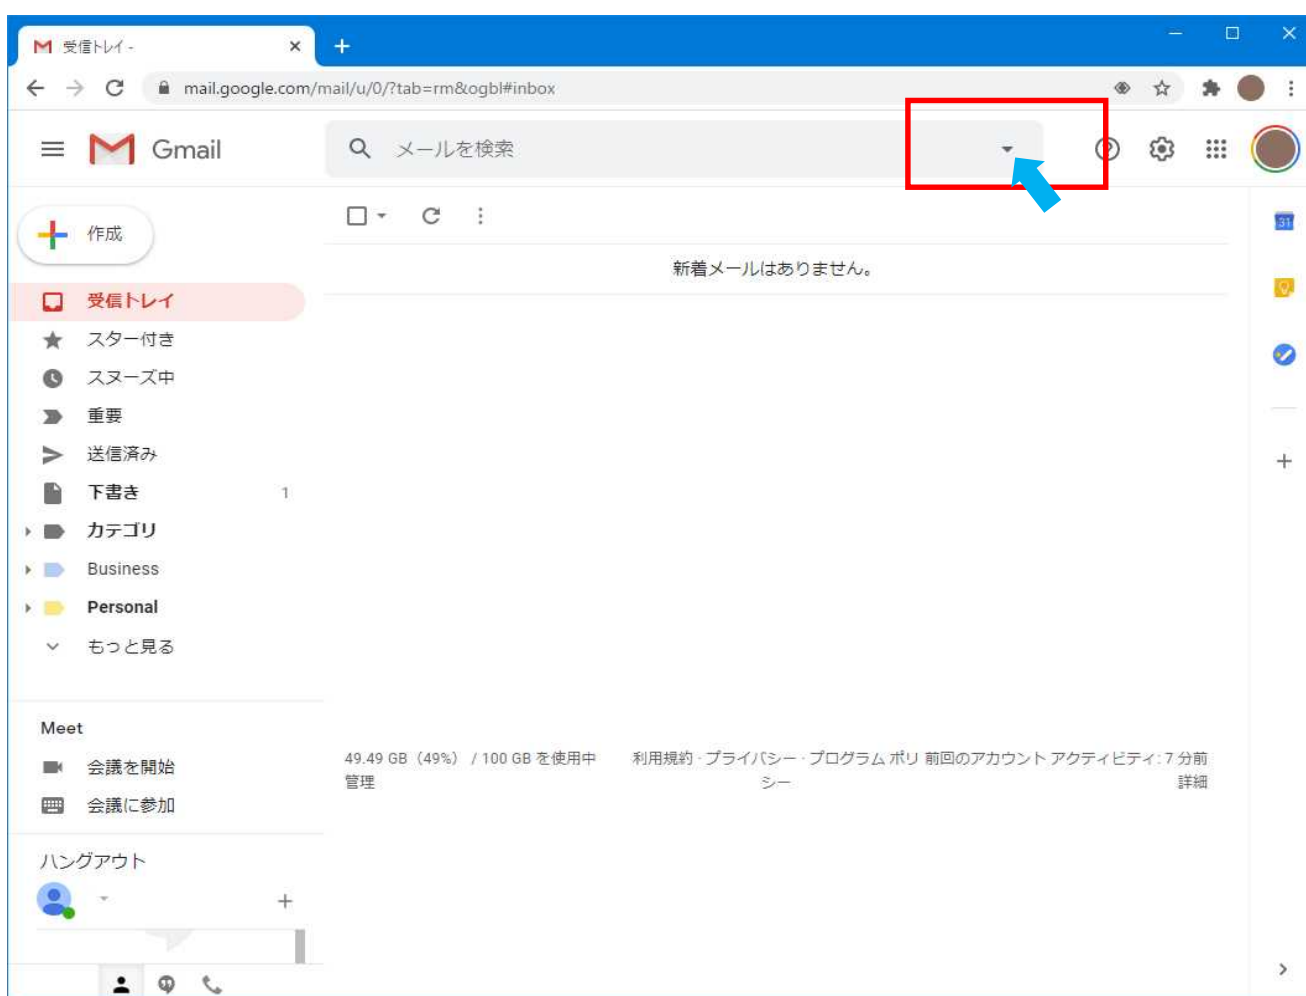 受信トレイ -
mail.google.com/mail/u/0/?tab=rm&ogbl#inbox
Gmail
メールを検索
作成
31
新着メールはありません。
受信トレイ
スター付き
スヌーズ中
重要
送信済み
下書き 1
カテゴリ
Business
Personal
もっと見る
Meet
会議を開始
会議に参加
49.49 GB（49%） / 100 GB を使用中
管理
利用規約 · プライバシー · プログラム ポリ
シー
前回のアカウント アクティビティ: 7 分前
詳細
ハングアウト